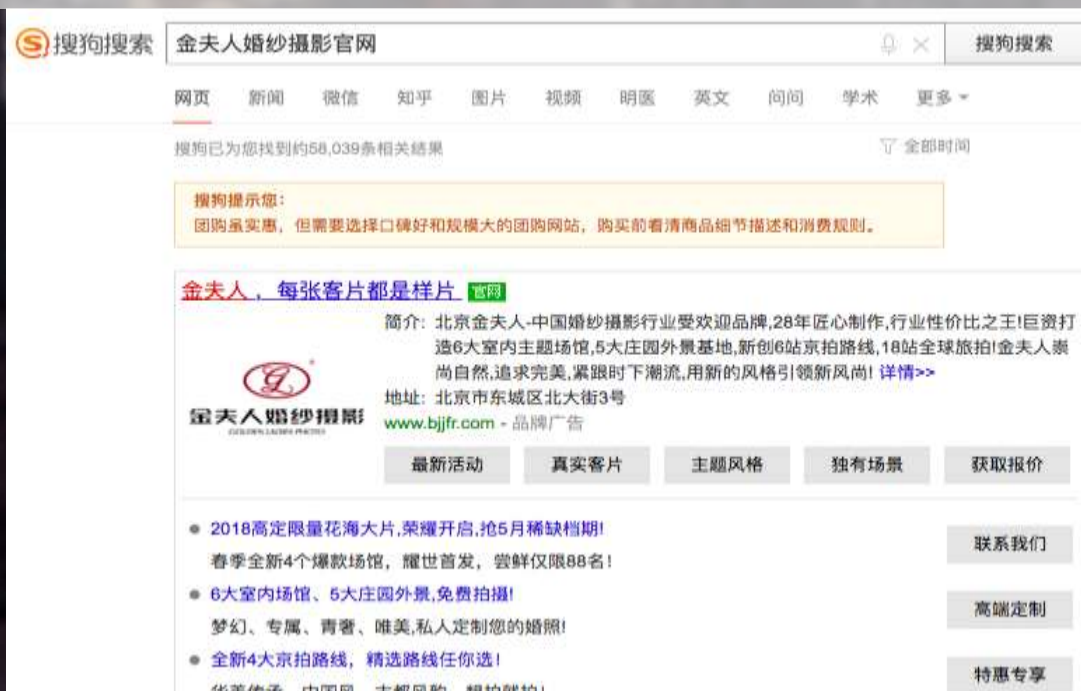 搜狗搜索 金夫人婚纱摄影官网 搜狗搜索
网页 新闻 微信 知乎 图片 视频 明医 英文 问问 学术 更多
搜狗已为您找到约58,039条相关结果 全部时间
搜狗提示您：
团购虽实惠，但需要选择口碑好和规模大的团购网站，购买前看清商品细节描述和消费规则。
金夫人，每张客片都是样片 官网
简介: 北京金夫人-中国婚纱摄影行业受欢迎品牌,28年匠心制作,行业性价比之王!巨资打
造6大室内主题场馆,5大庄园外景基地,新创6站京拍路线,18站全球旅拍!金夫人崇
尚自然,追求完美,紧跟时下潮流,用新的风格引领新风尚! 详情>>
地址: 北京市东城区北大街3号
金夫人婚纱摄影
www.bjjfr.com - 品牌广告
最新活动 真实客片 主题风格 独有场景 获取报价
2018高定限量花海大片,荣耀开启,抢5月稀缺档期!
春季全新4个爆款场馆，耀世首发，尝鲜仅限88名!
联系我们
6大室内场馆、5大庄园外景,免费拍摄!
梦幻、专属、青奢、唯美,私人定制您的婚照!
高端定制
全新4大京拍路线，精选路线任你选!
特惠专享